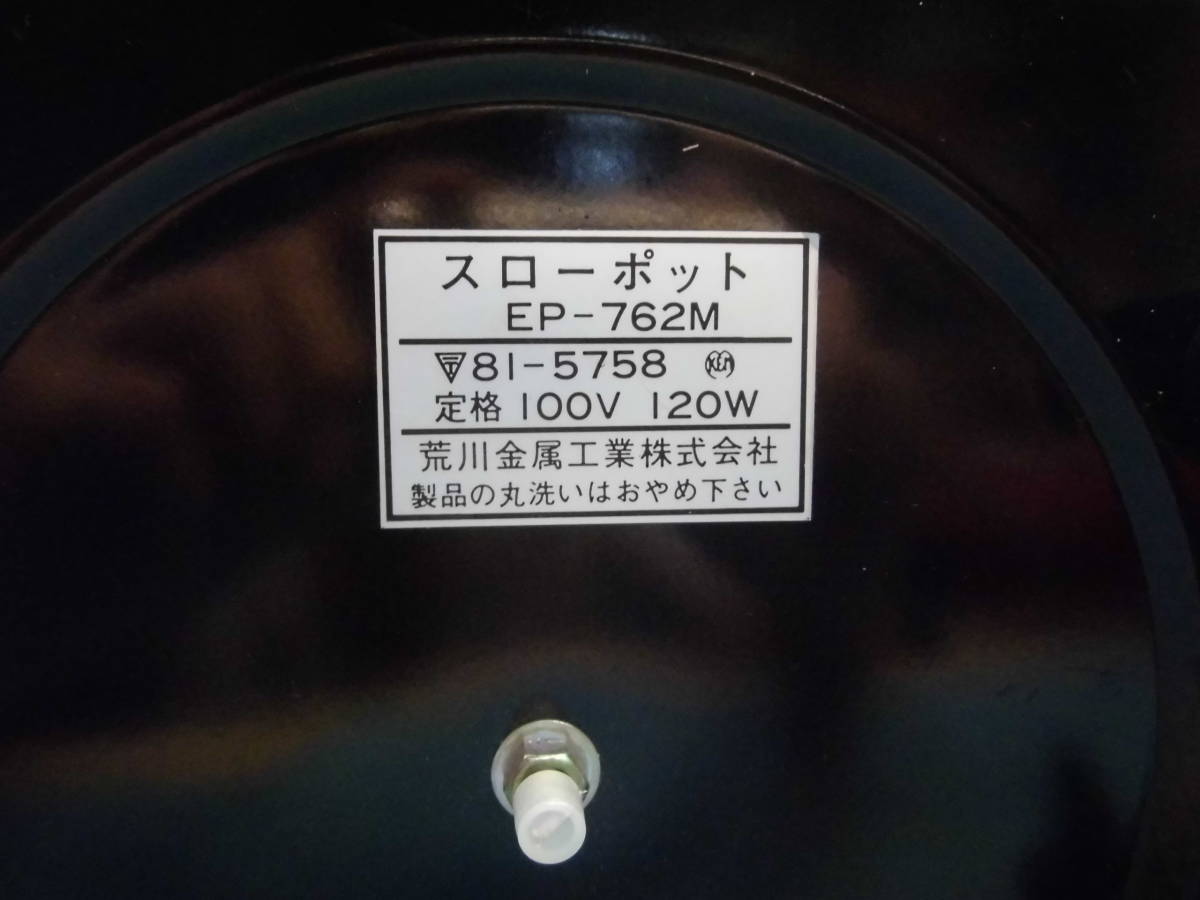 スローポット
EP-762M
〒81-5758 KEM
定格 100V 120W
荒川金属工業株式会社
製品の丸洗いはおやめ下さい